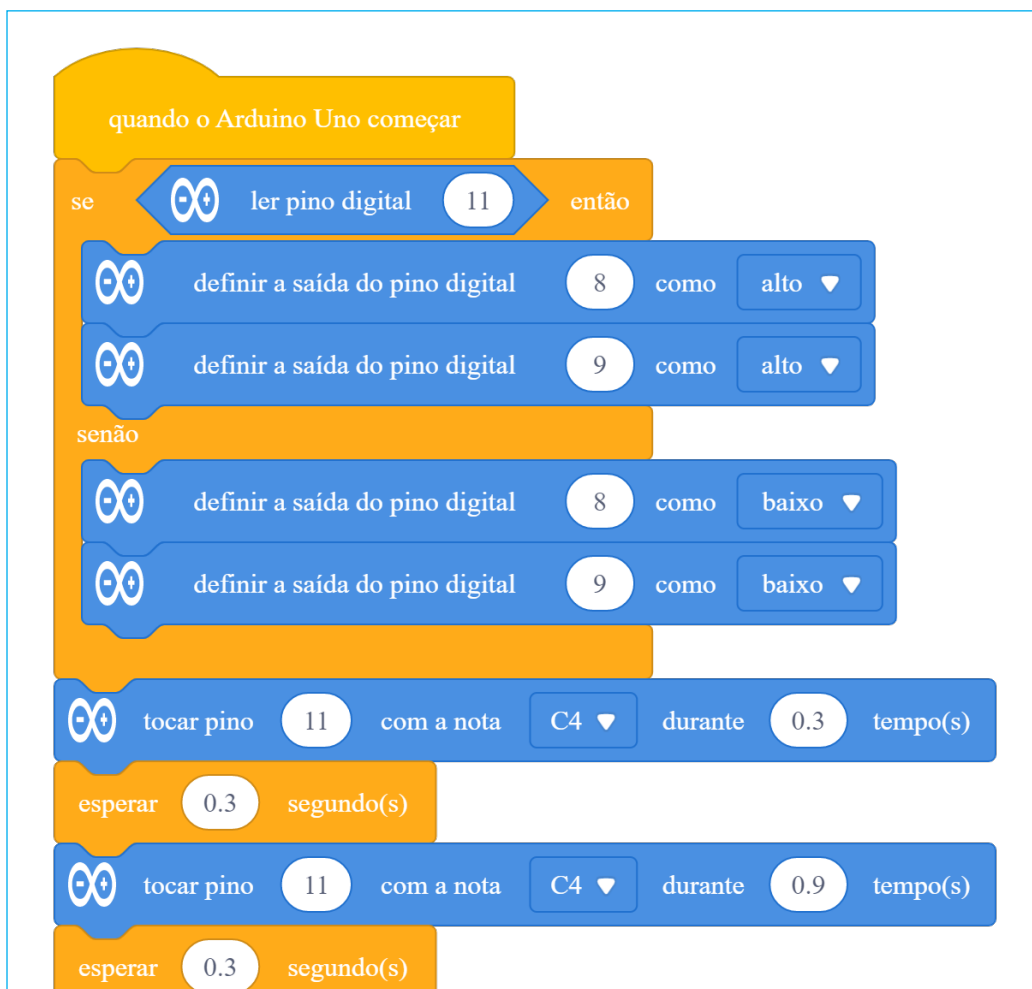 quando o Arduino Uno começar
se ler pino digital 11 então
definir a saída do pino digital 8 como alto
definir a saída do pino digital 9 como alto
senão
definir a saída do pino digital 8 como baixo
definir a saída do pino digital 9 como baixo
tocar pino 11 com a nota C4 durante 0.3 tempo(s)
esperar 0.3 segundo(s)
tocar pino 11 com a nota C4 durante 0.9 tempo(s)
esperar 0.3 segundo(s)